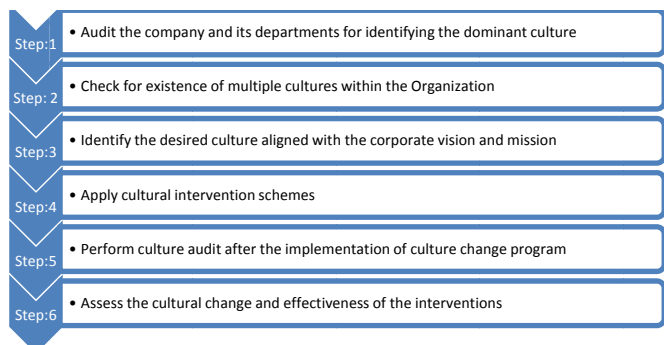 Step:1
• Audit the company and its departments for identifying the dominant culture
Step: 2
• Check for existence of multiple cultures within the Organization
Step:3
• Identify the desired culture aligned with the corporate vision and mission
Step:4
• Apply cultural intervention schemes
Step:5
• Perform culture audit after the implementation of culture change program
Step:6
• Assess the cultural change and effectiveness of the interventions